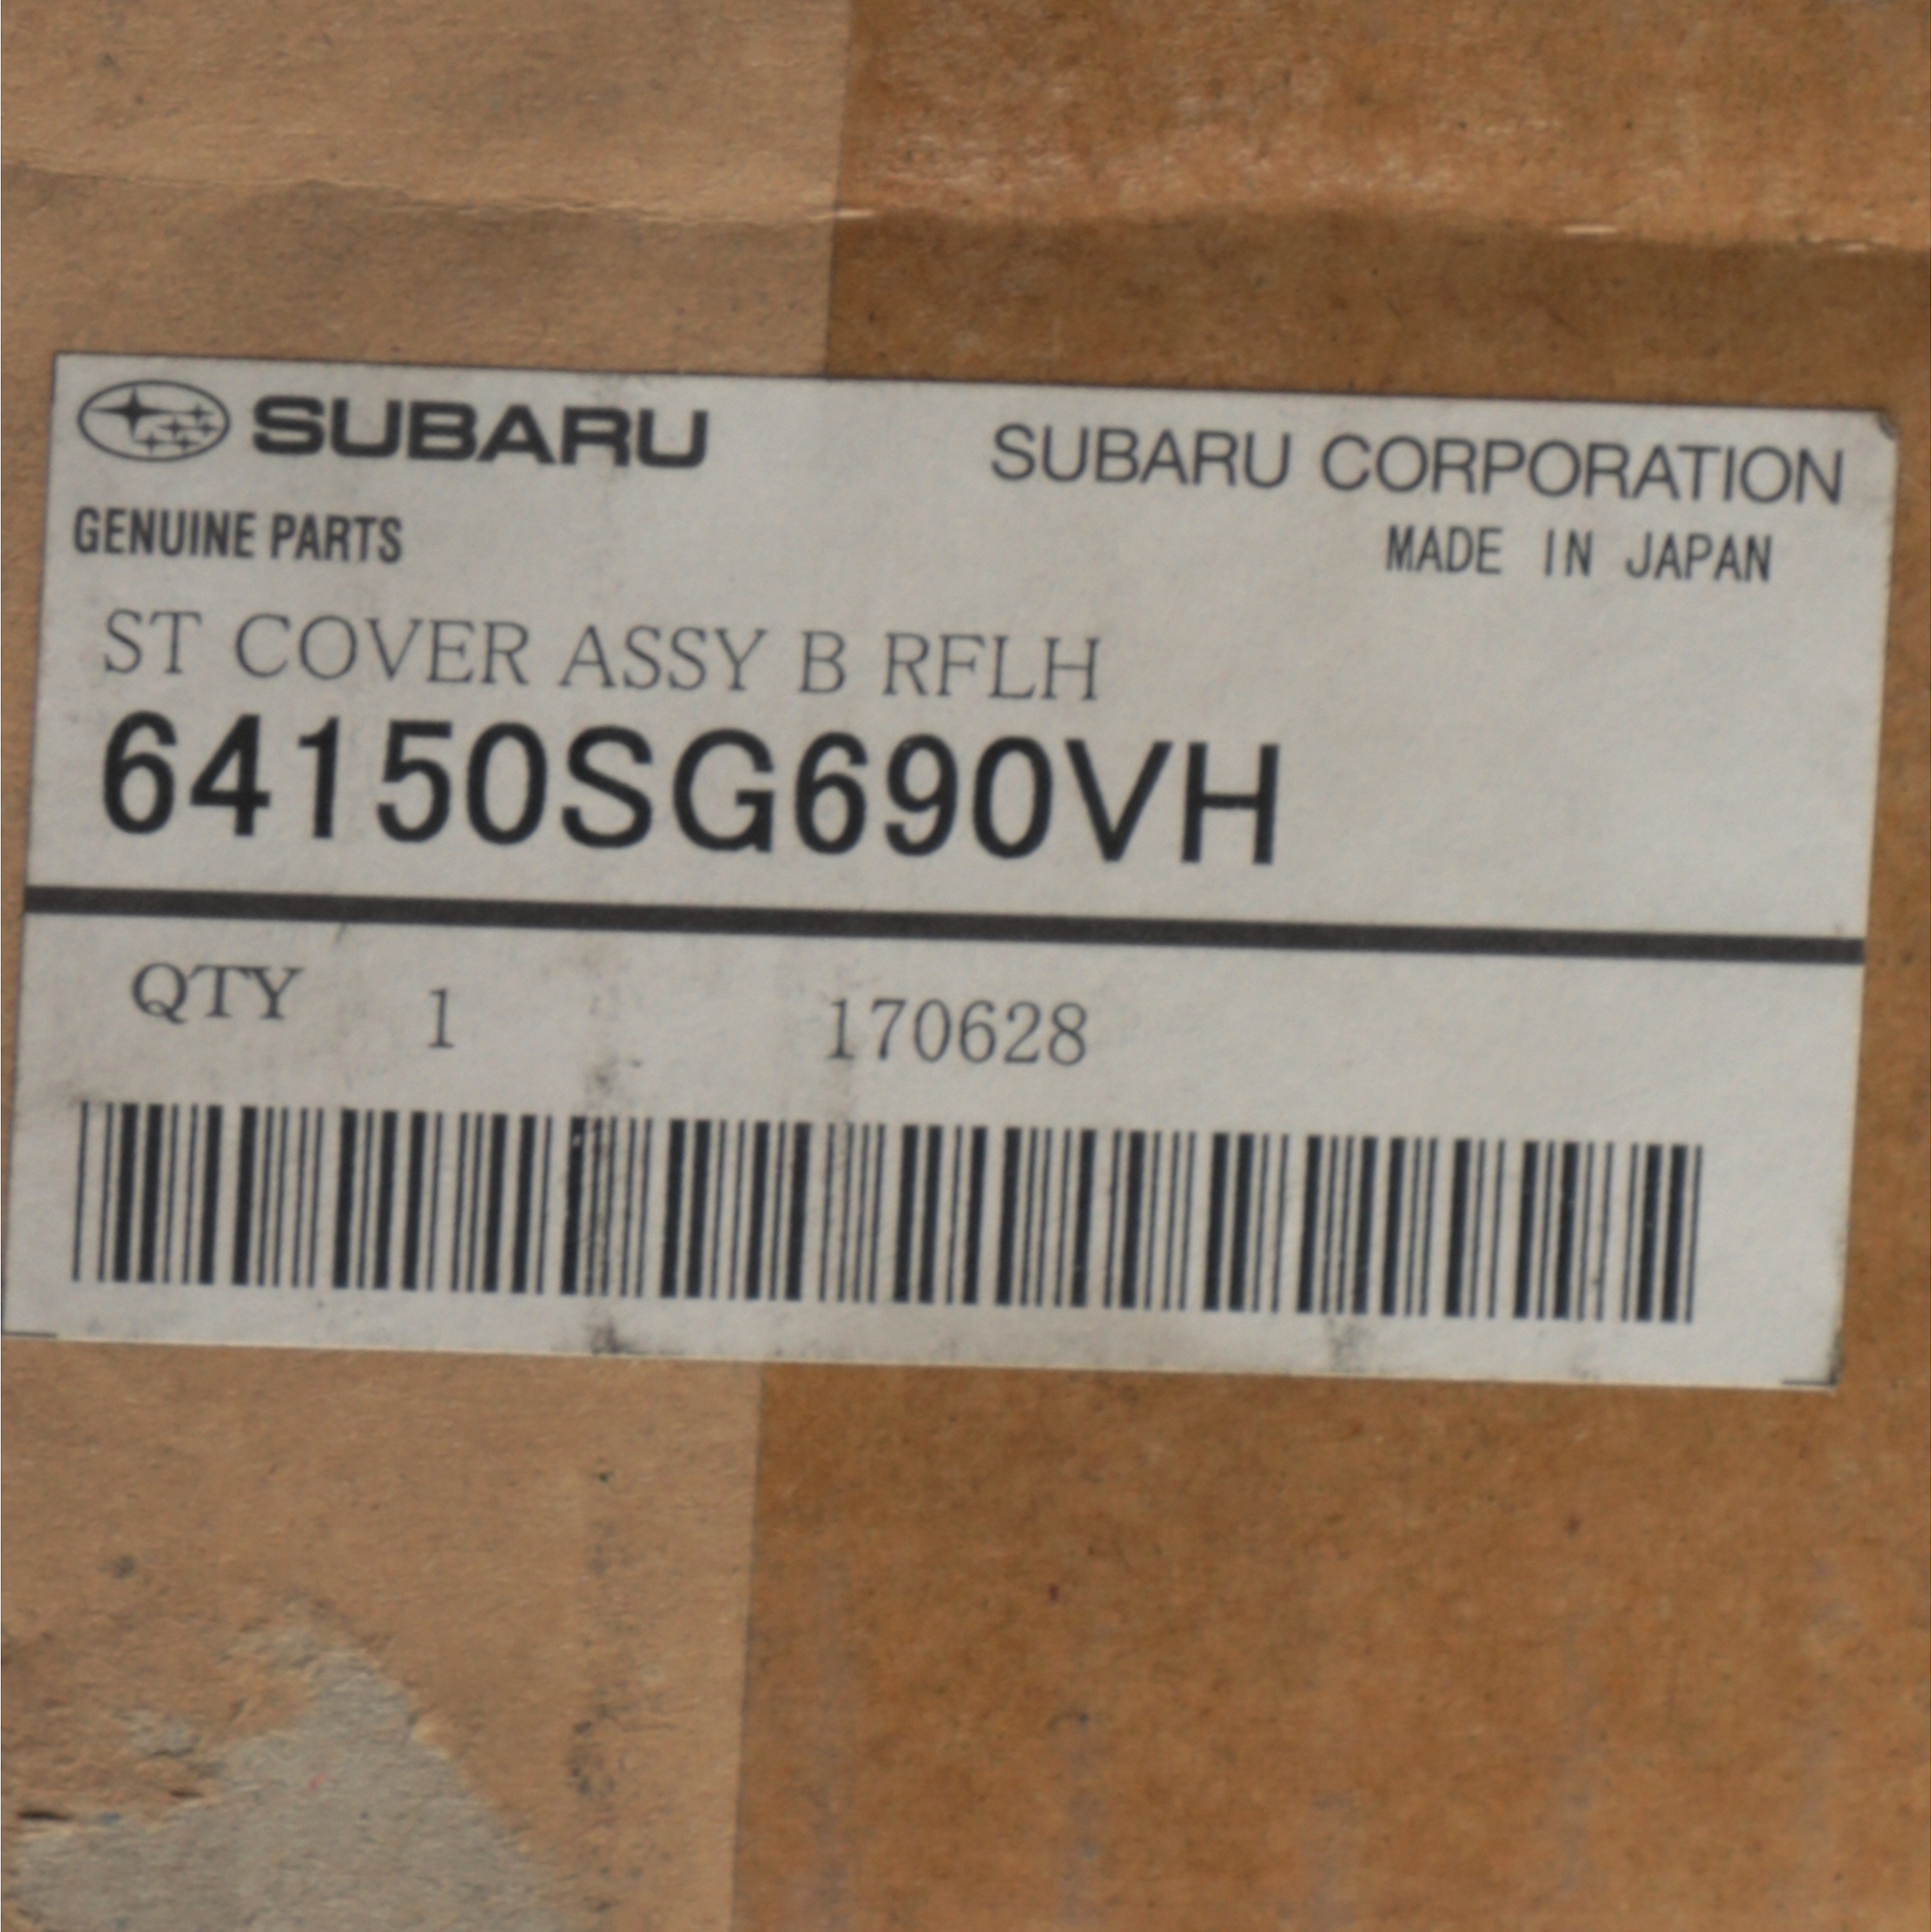 SUBARU
SUBARU CORPORATION
GENUINE PARTS
MADE IN JAPAN
ST COVER ASSY B RFLH
64150SG690VH
QTY 1 170628